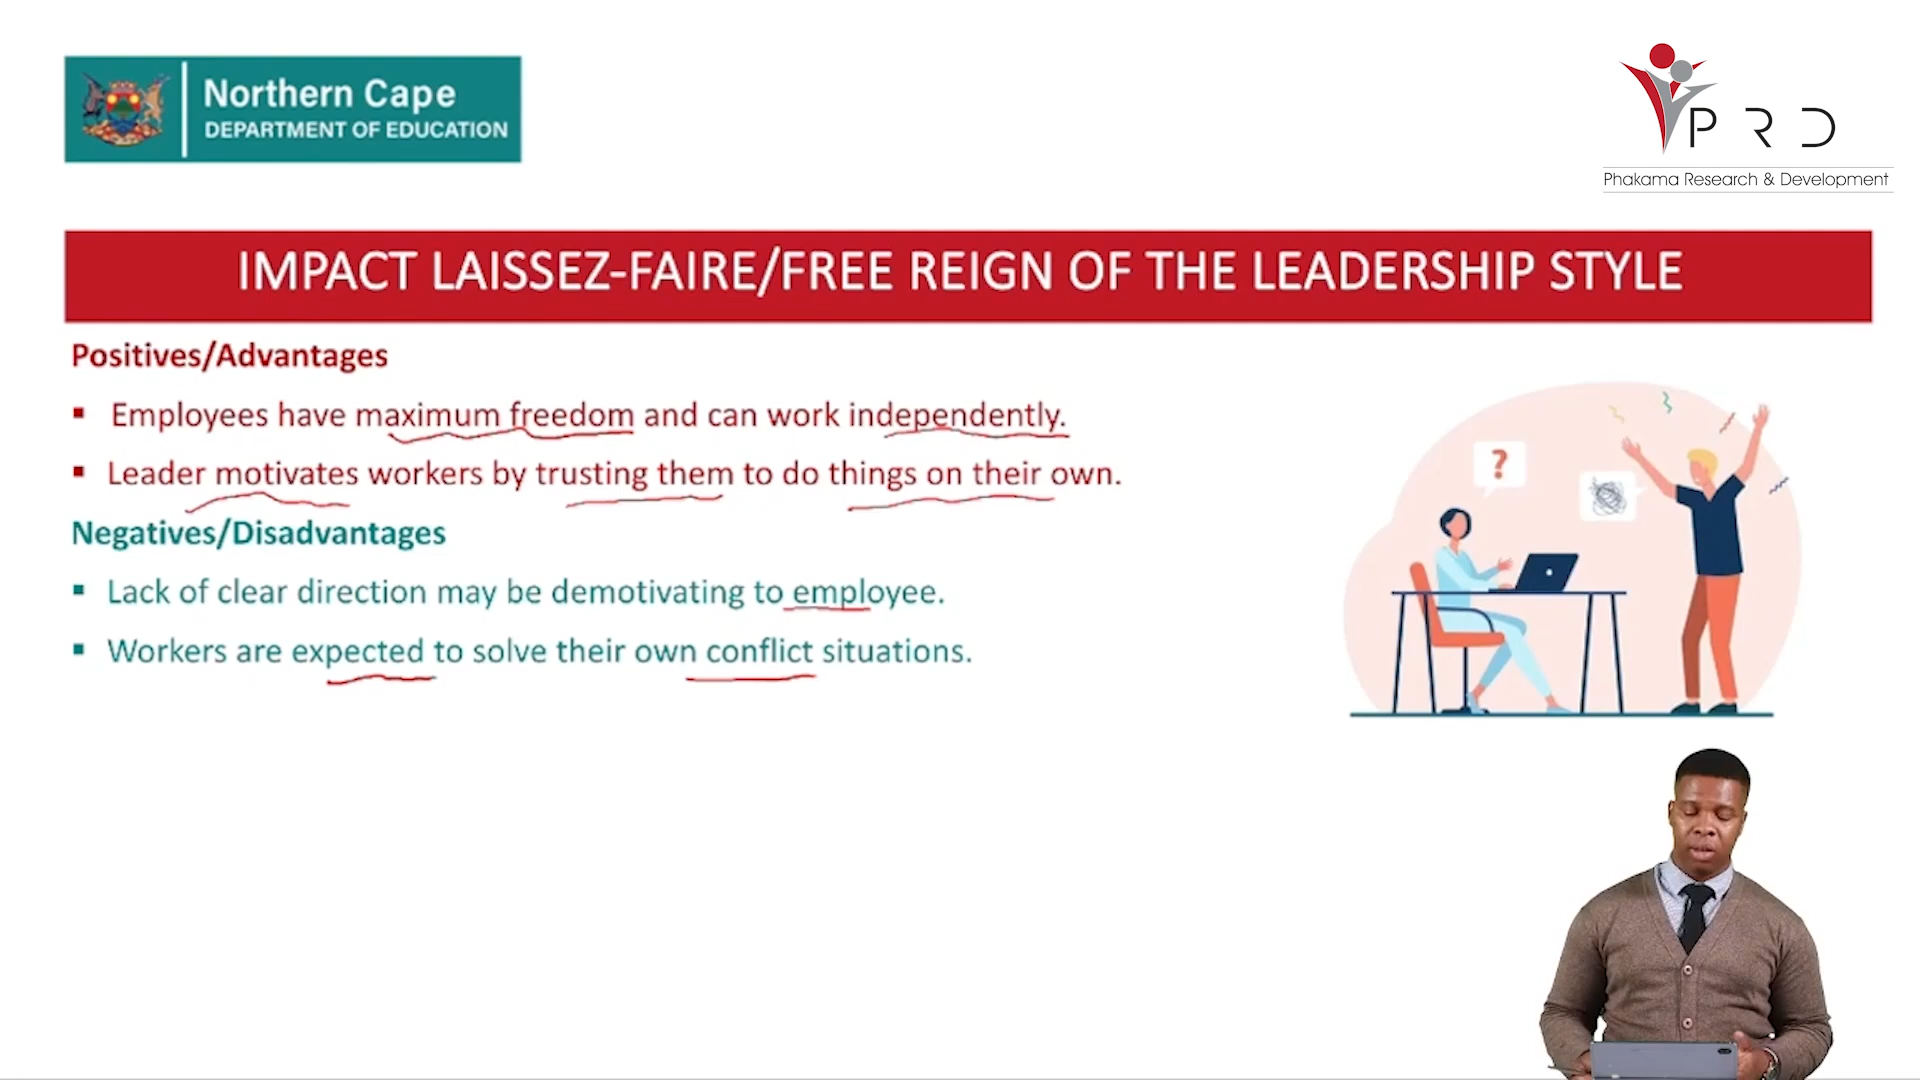 Northern Cape
DEPARTMENT OF EDUCATION
P R D
Phakama Research & Development
IMPACT LAISSEZ-FAIRE/FREE REIGN OF THE LEADERSHIP STYLE
Positives/Advantages
▪ Employees have maximum freedom and can work independently.
▪ Leader motivates workers by trusting them to do things on their own.
Negatives/Disadvantages
▪ Lack of clear direction may be demotivating to employee.
▪ Workers are expected to solve their own conflict situations.
?